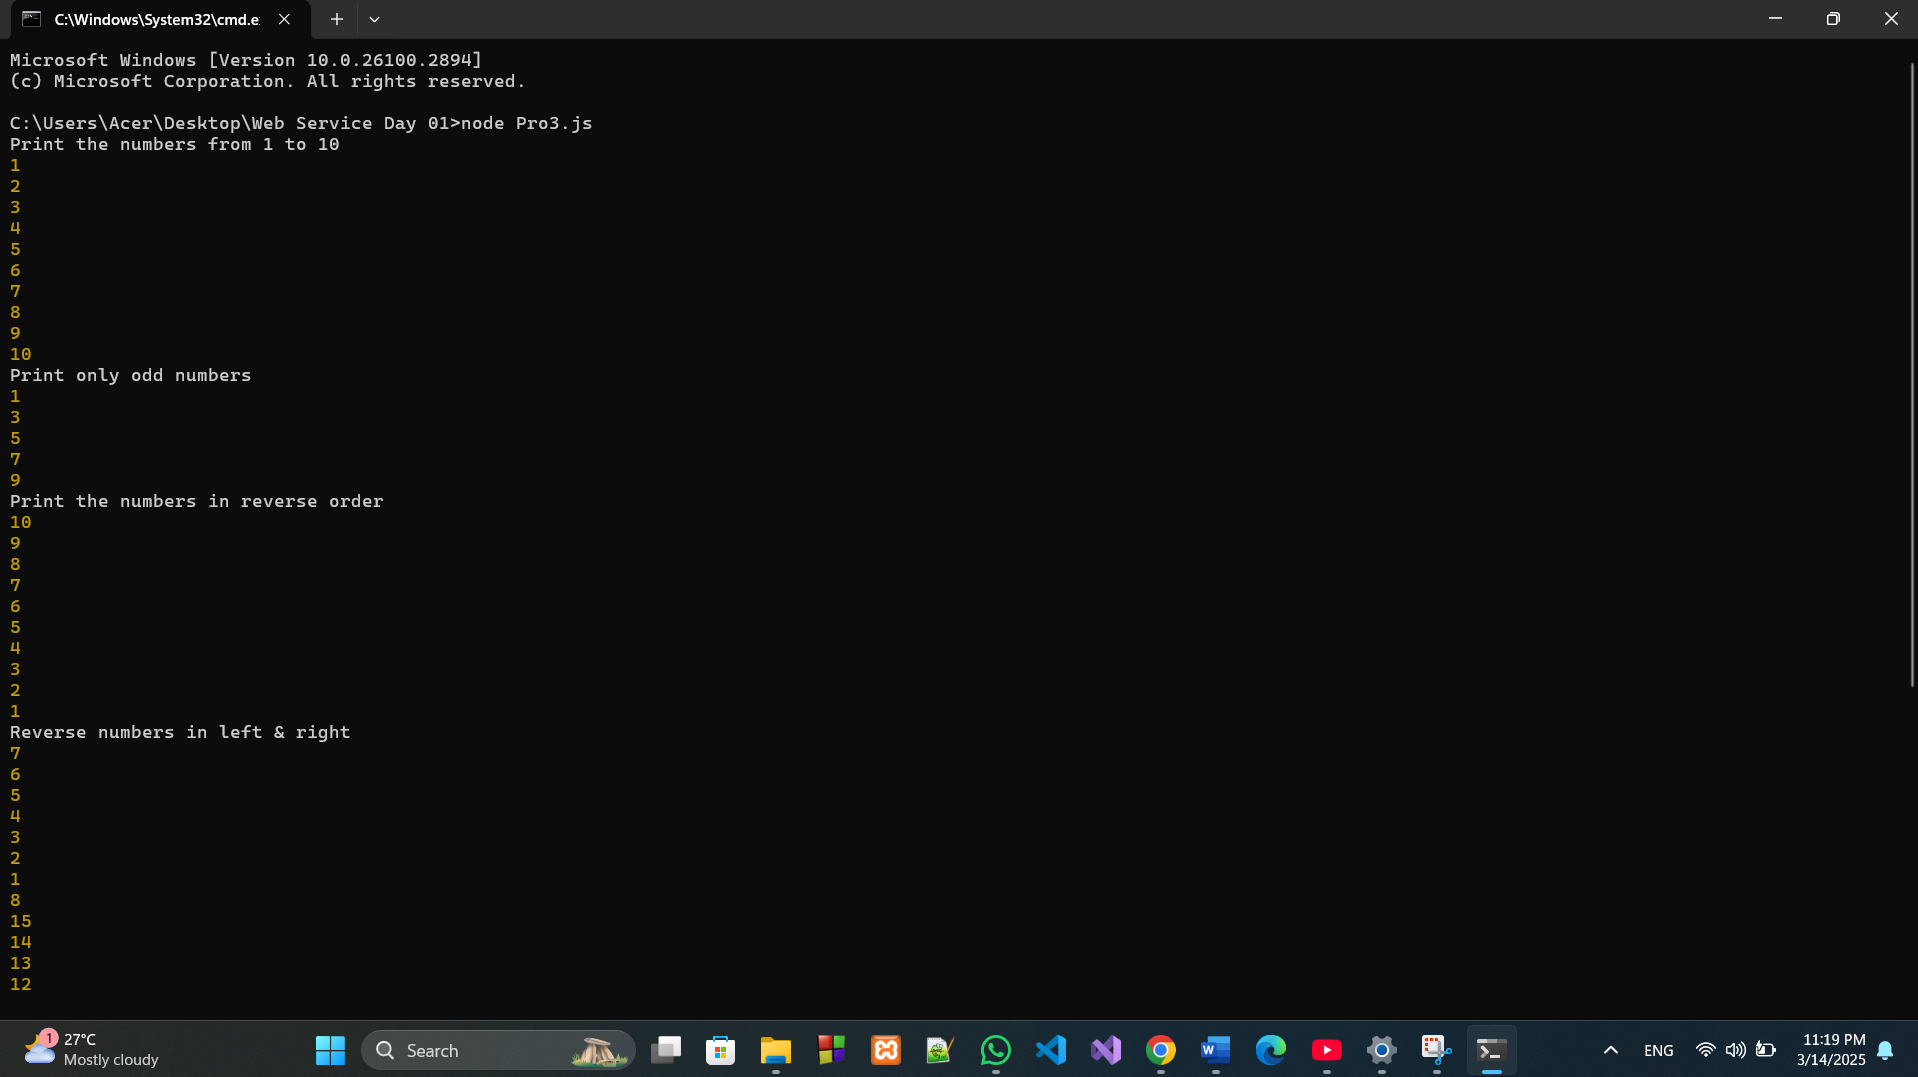 C:\Windows\System32\cmd.e
Microsoft Windows [Version 10.0.26100.2894]
(c) Microsoft Corporation. All rights reserved.
C:\Users\Acer\Desktop\Web Service Day 01>node Pro3.js
Print the numbers from 1 to 10
1
2
3
4
5
6
7
8
9
10
Print only odd numbers
1
3
5
7
9
Print the numbers in reverse order
10
9
8
7
6
5
4
3
2
1
Reverse numbers in left & right
7
6
5
4
3
2
1
8
15
14
13
12
1
27°C
Mostly cloudy
Search
W
ENG
11:19 PM
3/14/2025